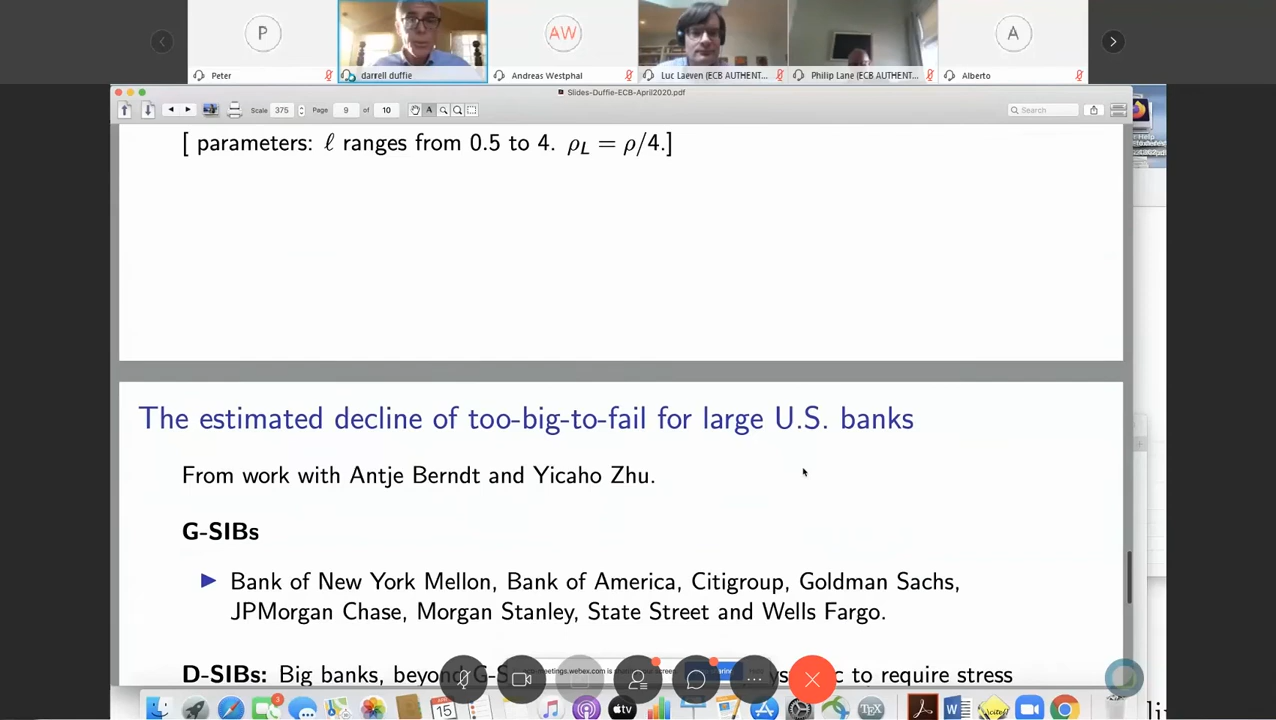 P
AW
A
Peter
darrell duffie
Andreas Westphal
Luc Laeven (ECB AUTHENT...
Philip Lane (ECB AUTHENT...
Alberto
Slides-Duffie-ECB-April2020.pdf
Scale 375 Page 9 of 10
Search
[ parameters: ℓ ranges from 0.5 to 4. ρL = ρ/4.]
The estimated decline of too-big-to-fail for large U.S. banks
From work with Antje Berndt and Yicaho Zhu.
G-SIBs
Bank of New York Mellon, Bank of America, Citigroup, Goldman Sachs,
JPMorgan Chase, Morgan Stanley, State Street and Wells Fargo.
D-SIBs: Big banks, beyond G-S c to require stress
15
tv
TEX